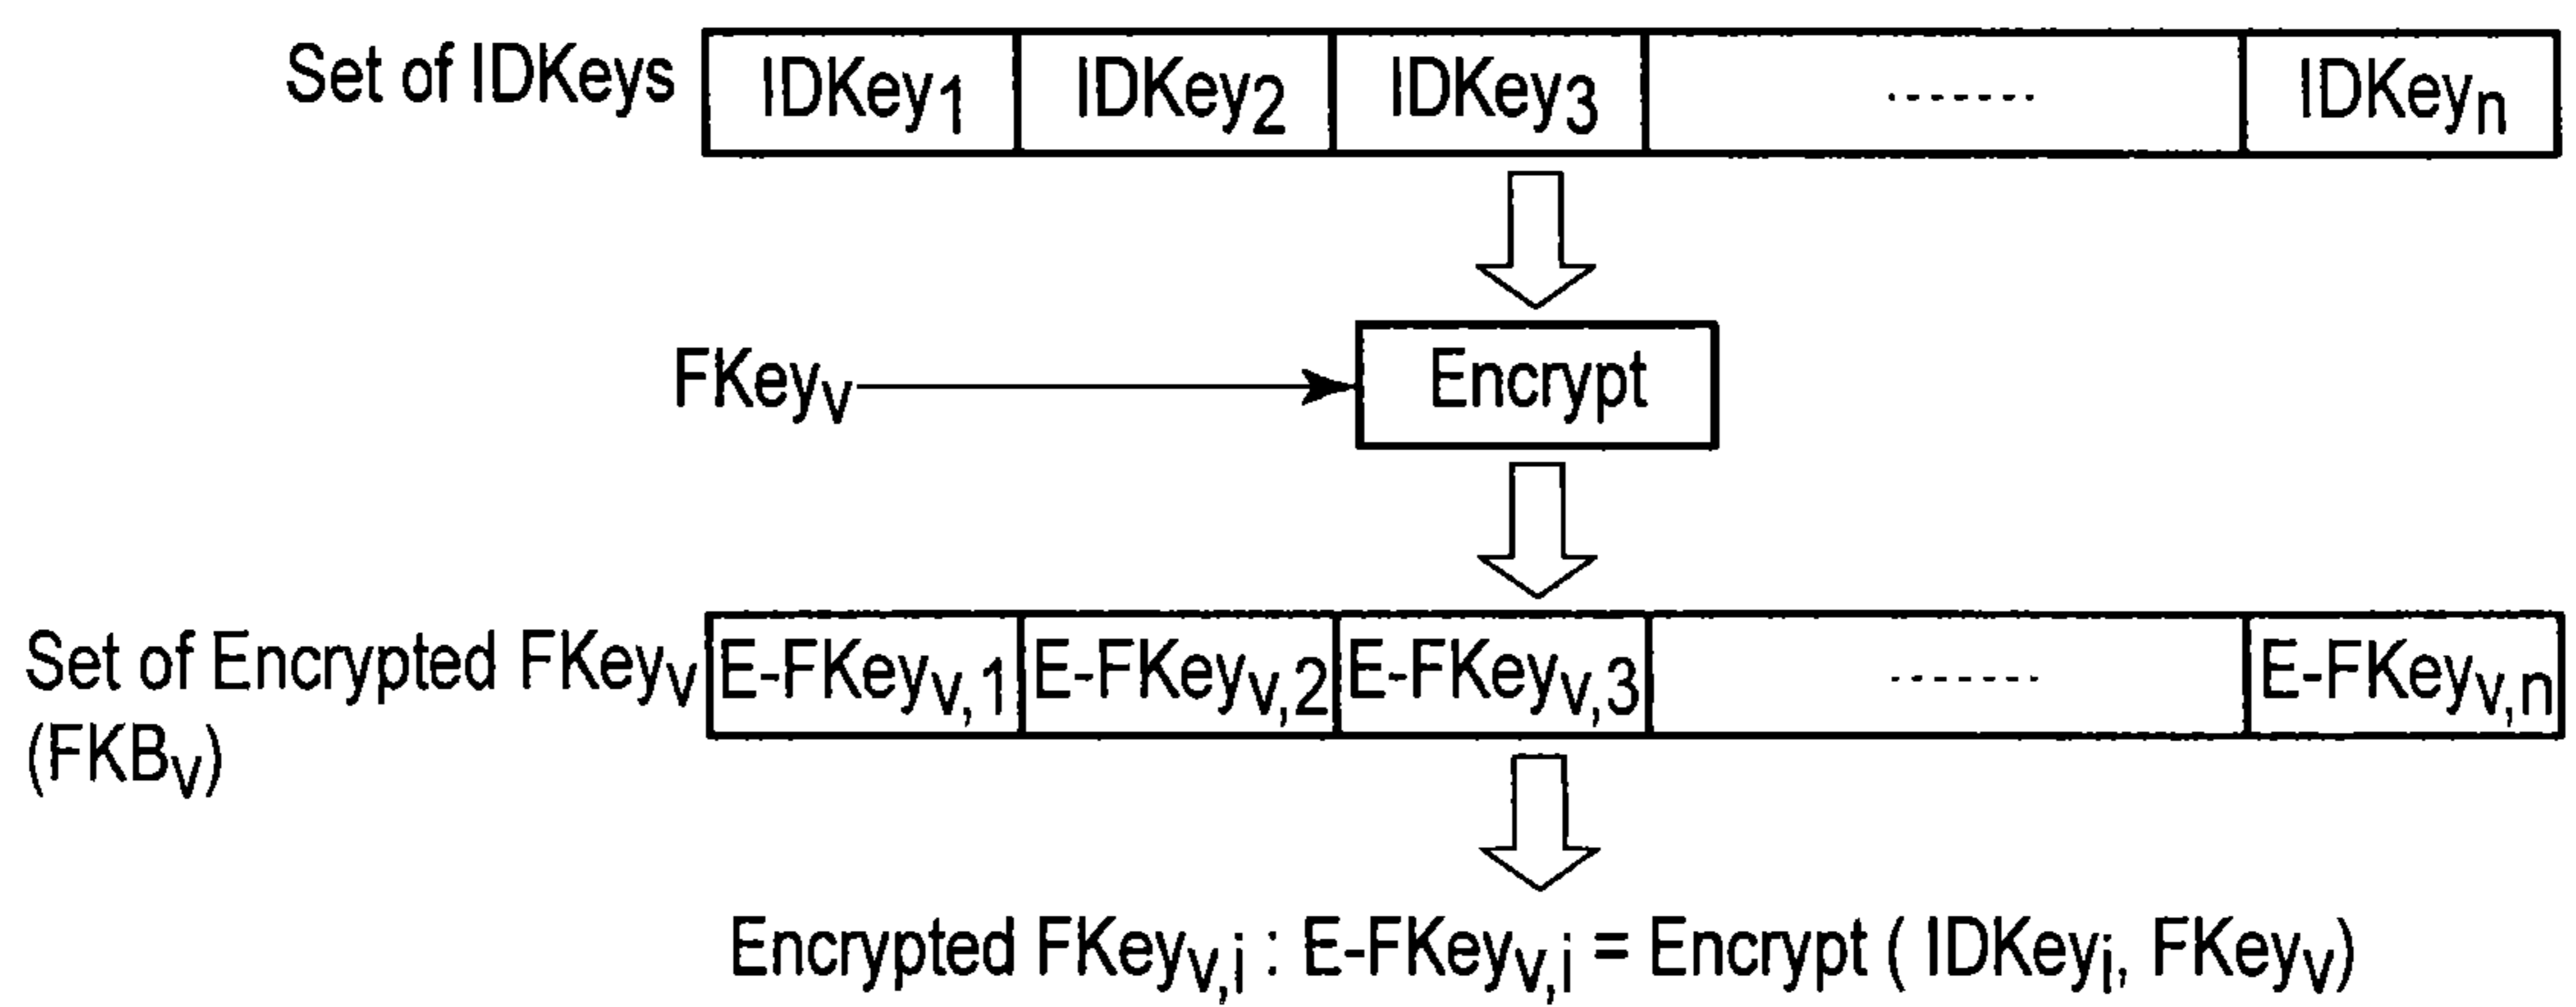 Set of IDKeys IDKey1 IDKey2 IDKey3 ------- IDKeyn
FKeyv Encrypt
Set of Encrypted FKeyv E-FKeyv,1 E-FKeyv,2 E-FKeyv,3 ------- E-FKeyv,n
(FKBv)
Encrypted FKeyv,i : E-FKeyv,i = Encrypt ( IDKeyi, FKeyv)